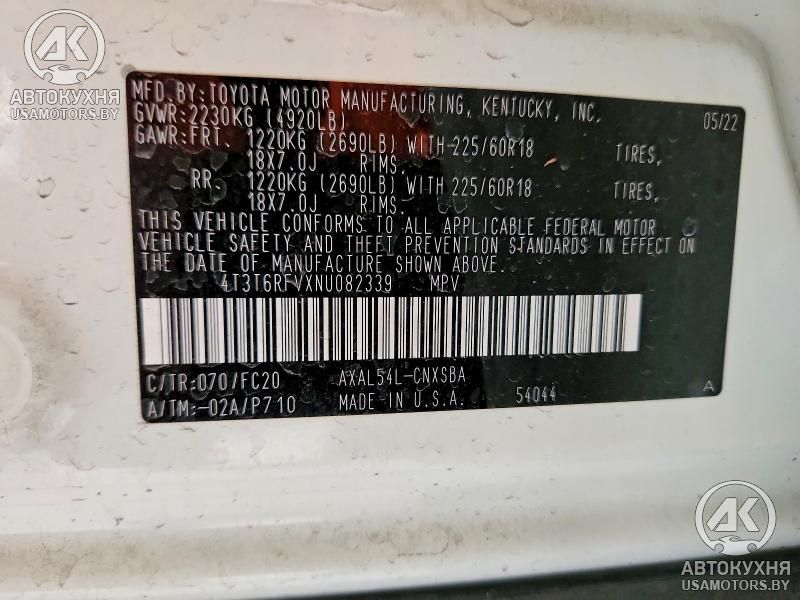 MFD.BY:TOYOTA MOTOR MANUFACTURING, KENTUCKY, INC. 05/22
GVWR:2230KG (4920LB)
GAWR:FRT. 1220KG (2690LB) WITH 225/60R18 TIRES,
18X7.0J RIMS.
RR. 1220KG (2690LB) WITH 225/60R18 TIRES,
18X7.0J RIMS.
THIS VEHICLE CONFORMS TO ALL APPLICABLE FEDERAL MOTOR
VEHICLE SAFETY AND THEFT PREVENTION STANDARDS IN EFFECT ON
THE DATE OF MANUFACTURE SHOWN ABOVE.
4T3T6RFVXNU082339 MPV
C/TR:070/FC20 AXAL54L-CNXSBA A
A/TM:-02A/P710 MADE IN U.S.A. 54044
АК
АВТОКУХНЯ
USAMOTORS.BY
АК
АВТОКУХНЯ
USAMOTORS.BY